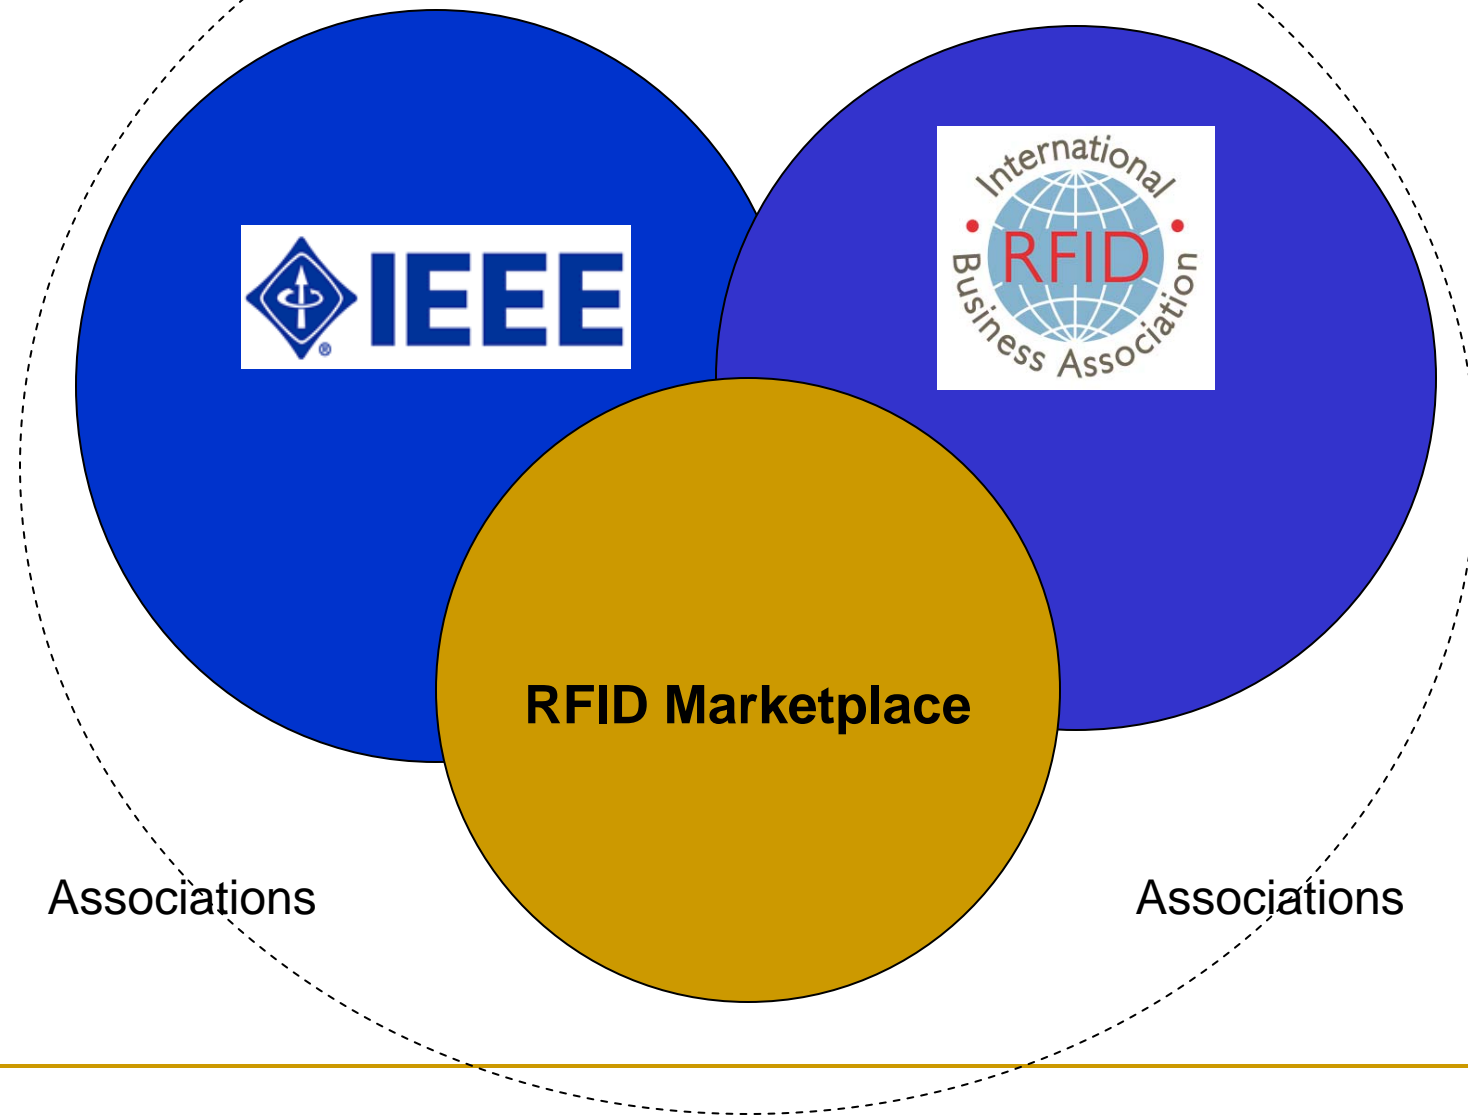 IEEE
®
International
RFID
Business Association
RFID Marketplace
Associations
Associations